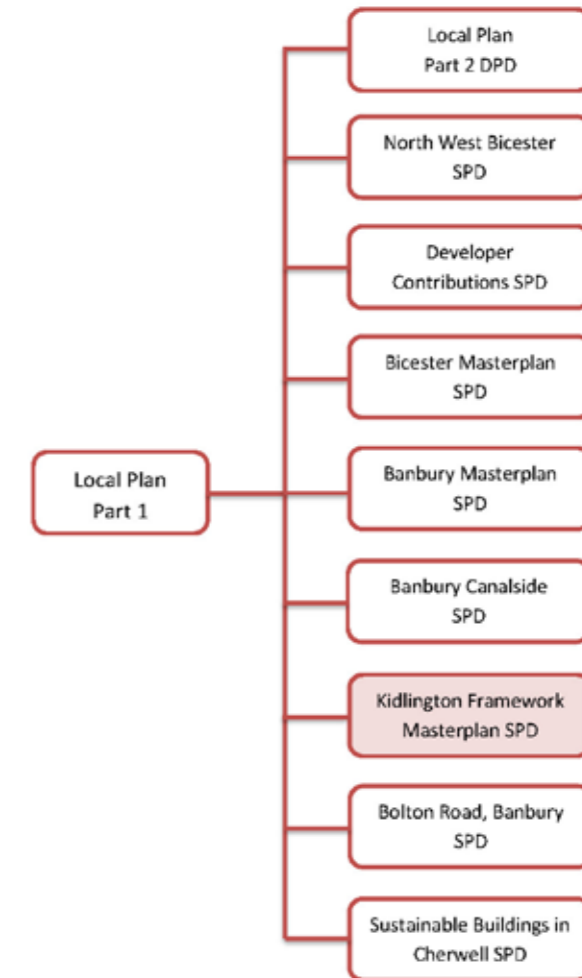 Local Plan
Part 2 DPD
North West Bicester
SPD
Developer
Contributions SPD
Bicester Masterplan
SPD
Local Plan
Part 1
Banbury Masterplan
SPD
Banbury Canalside
SPD
Kidlington Framework
Masterplan SPD
Bolton Road, Banbury
SPD
Sustainable Buildings in
Cherwell SPD